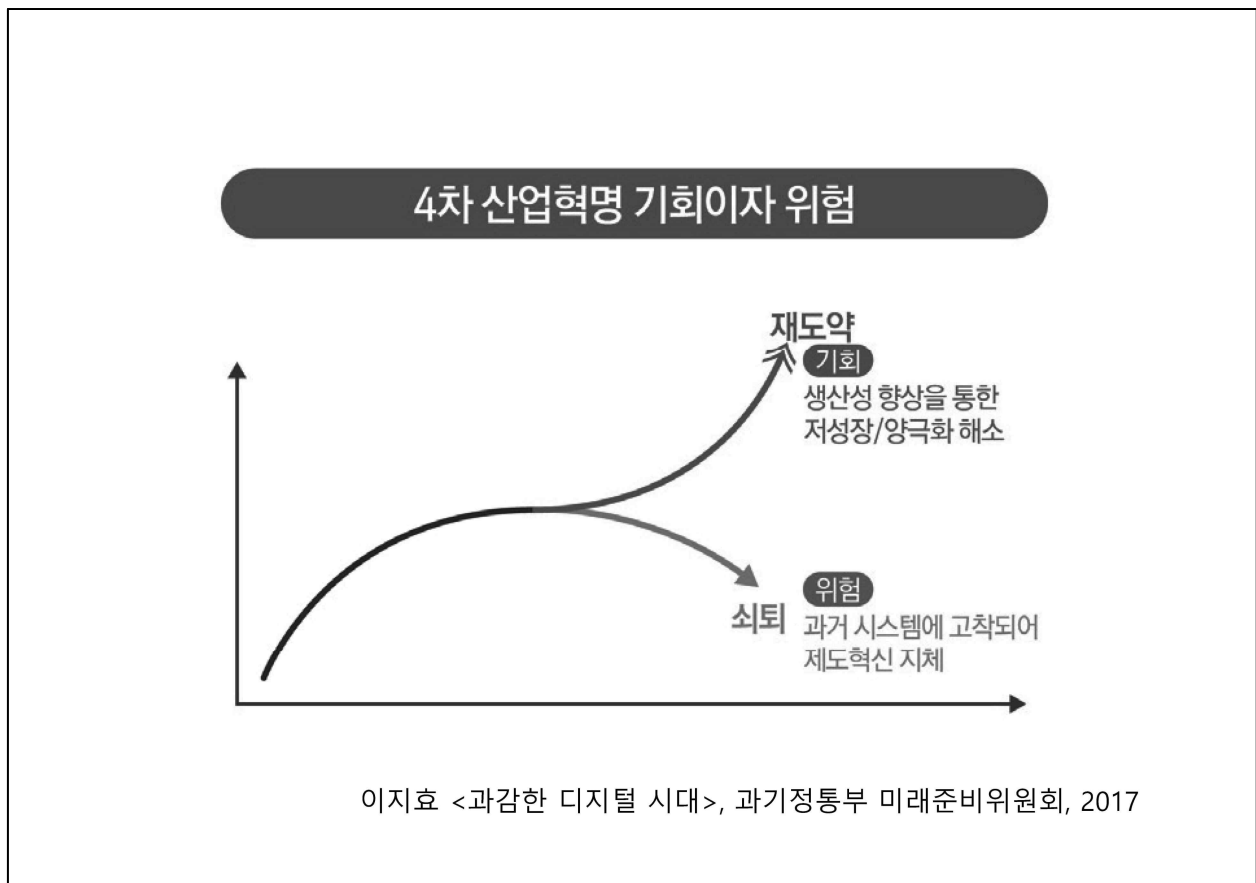 4차 산업혁명 기회이자 위험
재도약
기회
생산성 향상을 통한
저성장/양극화 해소
위험
쇠퇴
과거 시스템에 고착되어
제도혁신 지체
이지효 <과감한 디지털 시대>, 과기정통부 미래준비위원회, 2017